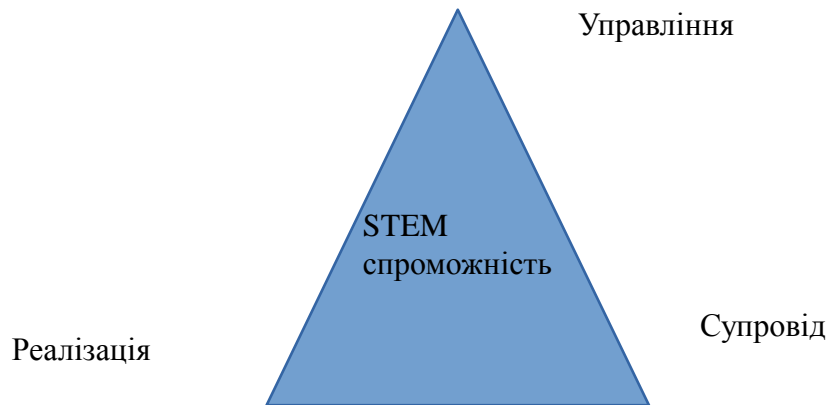 Управління
STEM
спроможність
Супровід
Реалізація